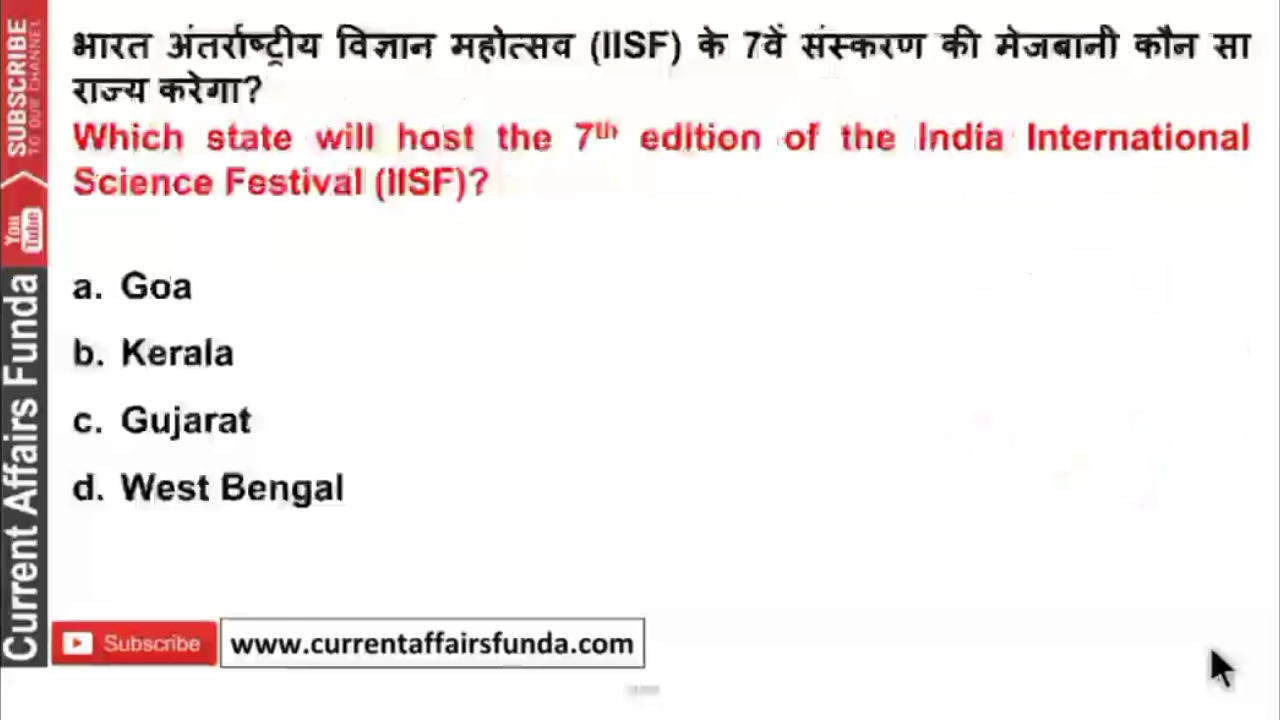 भारत अंतर्राष्ट्रीय विज्ञान महोत्सव (IISF) के 7वें संस्करण की मेजबानी कौन सा
राज्य करेगा?
Which state will host the 7th edition of the India International
Science Festival (IISF)?
a. Goa
b. Kerala
c. Gujarat
d. West Bengal
SUBSCRIBE
TO OUR CHANNEL
You Tube
Current Affairs Funda
Subscribe
www.currentaffairsfunda.com